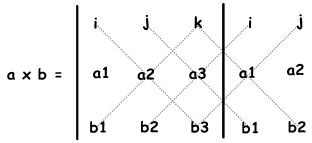 i j k i j
a x b = a1 a2 a3 a1 a2
b1 b2 b3 b1 b2